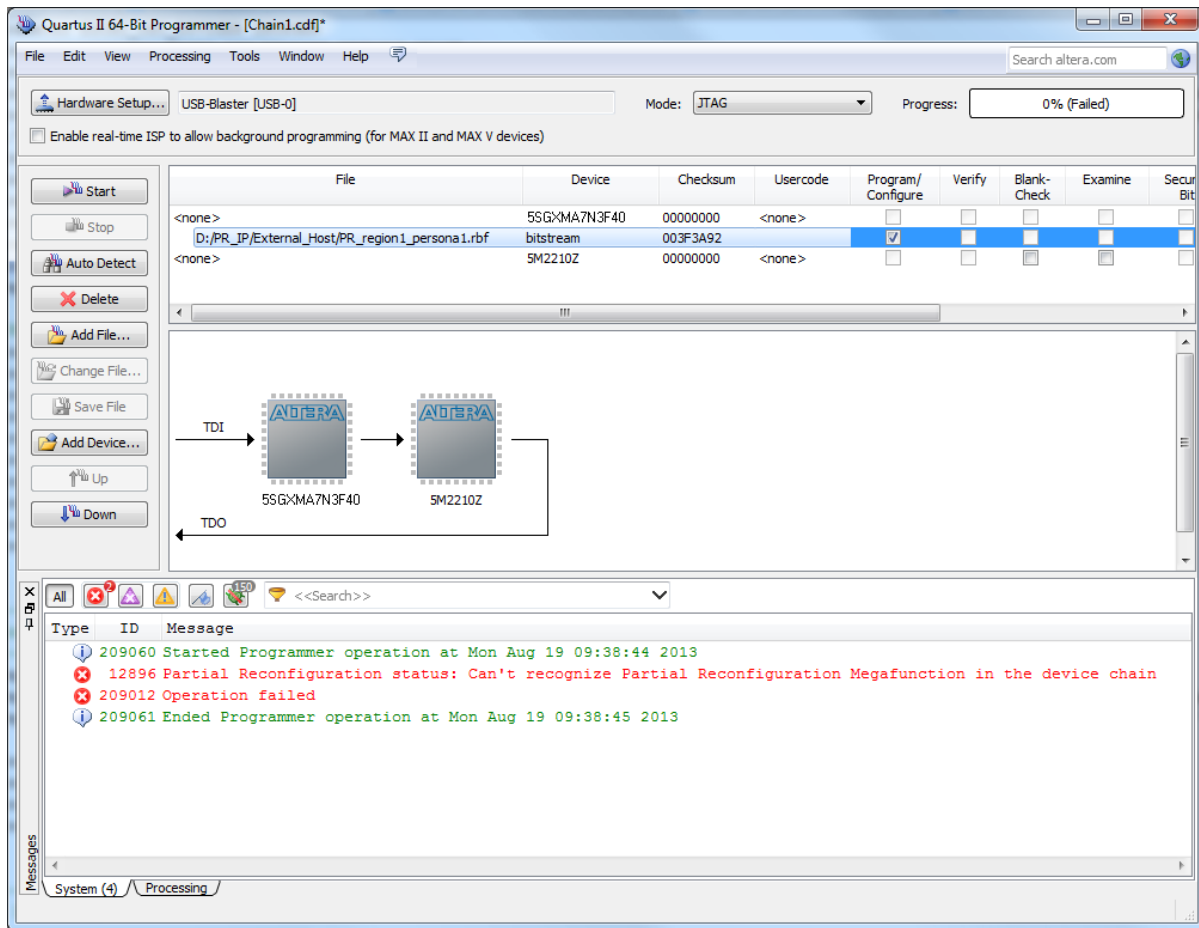 Quartus II 64-Bit Programmer - [Chain1.cdf]*
File Edit View Processing Tools Window Help Search altera.com
Hardware Setup... USB-Blaster [USB-0] Mode: JTAG Progress: 0% (Failed)
Enable real-time ISP to allow background programming (for MAX II and MAX V devices)
Start
Stop
Auto Detect
Delete
Add File...
Change File...
Save File
Add Device...
Up
Down
File Device Checksum Usercode Program/ Verify Blank- Examine Secur
Configure Check Bit
<none> 5SGXMA7N3F40 00000000 <none>
D:/PR_IP/External_Host/PR_region1_persona1.rbf bitstream 003F3A92
<none> 5M2210Z 00000000 <none>
ALTERA ALTERA
TDI
5SGXMA7N3F40 5M2210Z
TDO
All 2 150 <<Search>>
Type ID Message
209060 Started Programmer operation at Mon Aug 19 09:38:44 2013
12896 Partial Reconfiguration status: Can't recognize Partial Reconfiguration Megafunction in the device chain
209012 Operation failed
209061 Ended Programmer operation at Mon Aug 19 09:38:45 2013
Messages
System (4) Processing